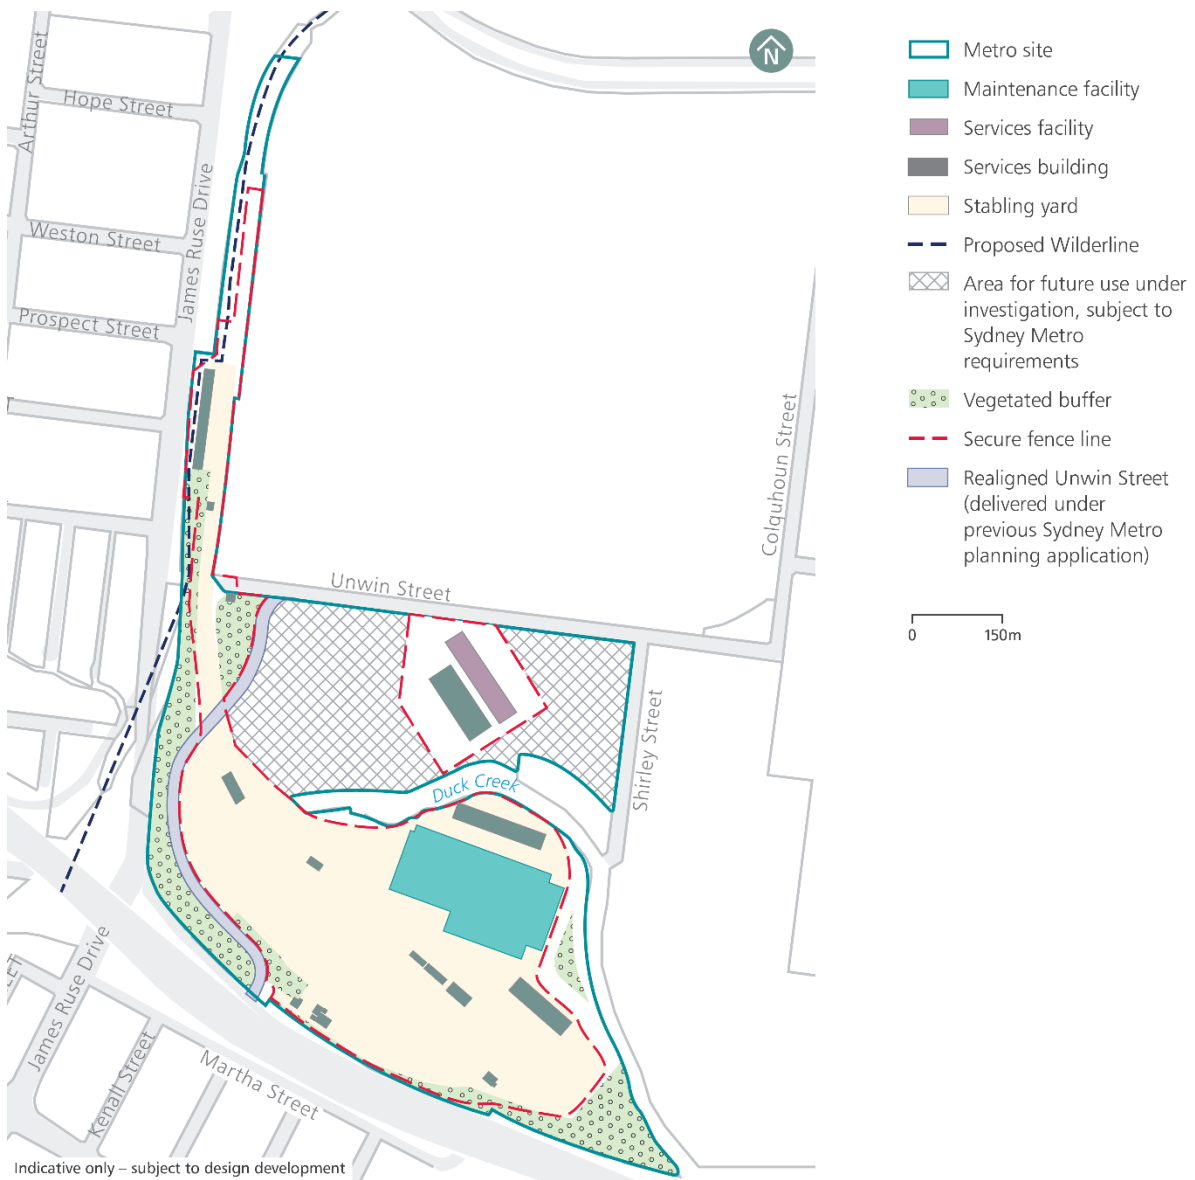 N
Arthur Street
Hope Street
James Ruse Drive
Weston Street
Prospect Street
Colquhoun Street
Unwin Street
Shirley Street
Duck Creek
EET
James Ruse Drive
Kenall Street
Martha Street
Indicative only – subject to design development
Metro site
Maintenance facility
Services facility
Services building
Stabling yard
Proposed Wilderline
Area for future use under
investigation, subject to
Sydney Metro
requirements
Vegetated buffer
Secure fence line
Realigned Unwin Street
(delivered under
previous Sydney Metro
planning application)
0 150m